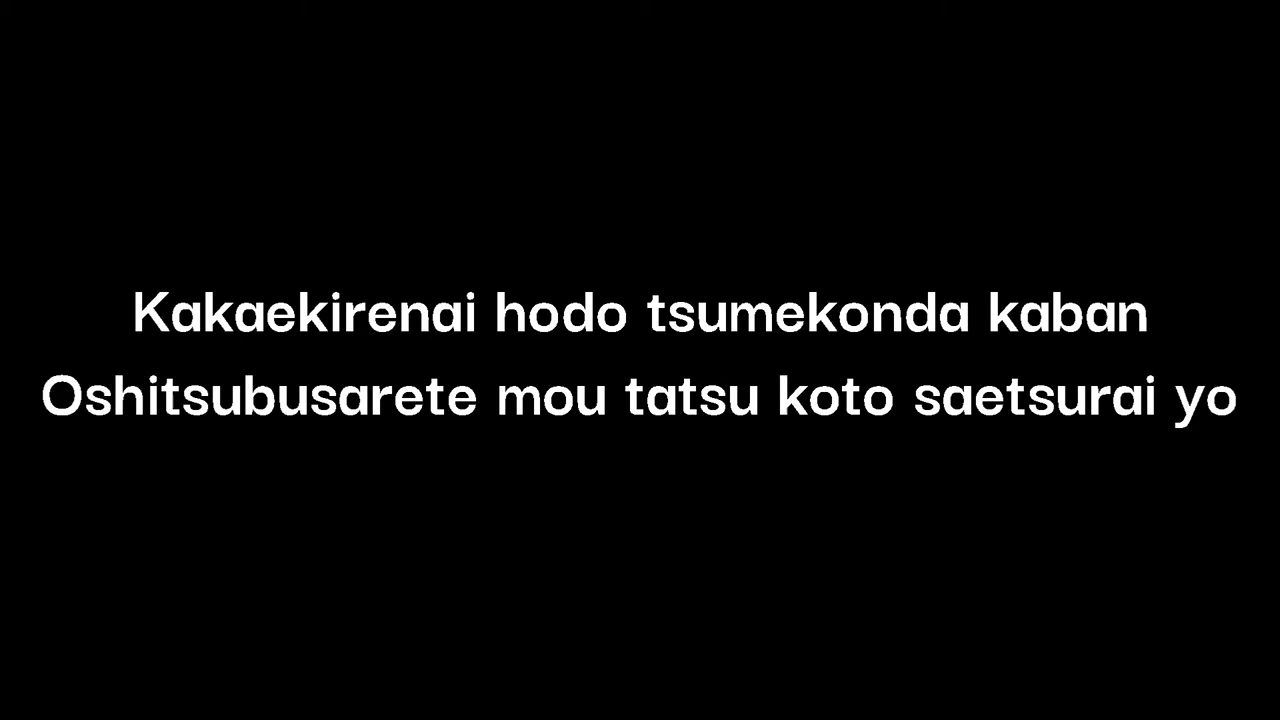 Kakaekirenai hodo tsumekonda kaban
Oshitsubusarete mou tatsu koto saetsurai yo